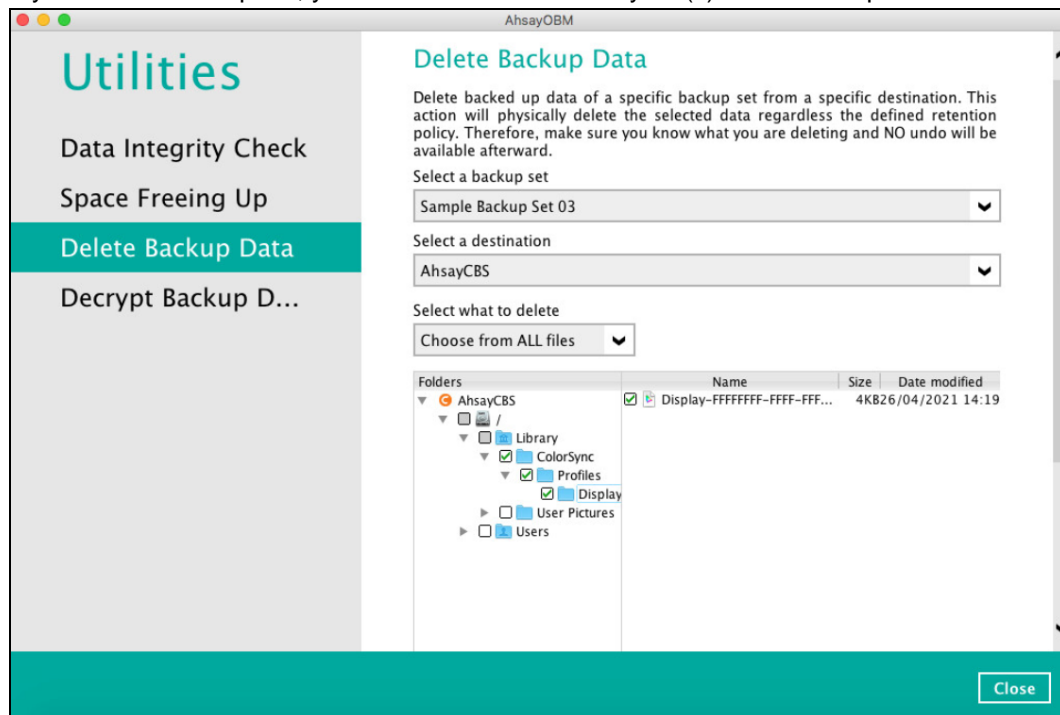 AhsayOBM
Utilities
Data Integrity Check
Space Freeing Up
Delete Backup Data
Decrypt Backup D...
Delete Backup Data
Delete backed up data of a specific backup set from a specific destination. This
action will physically delete the selected data regardless the defined retention
policy. Therefore, make sure you know what you are deleting and NO undo will be
available afterward.
Select a backup set
Sample Backup Set 03
Select a destination
AhsayCBS
Select what to delete
Choose from ALL files
Folders Name Size Date modified
AhsayCBS Display-FFFFFFFF-FFFF-FFF... 4KB26/04/2021 14:19
/
Library
ColorSync
Profiles
Display
User Pictures
Users
Close